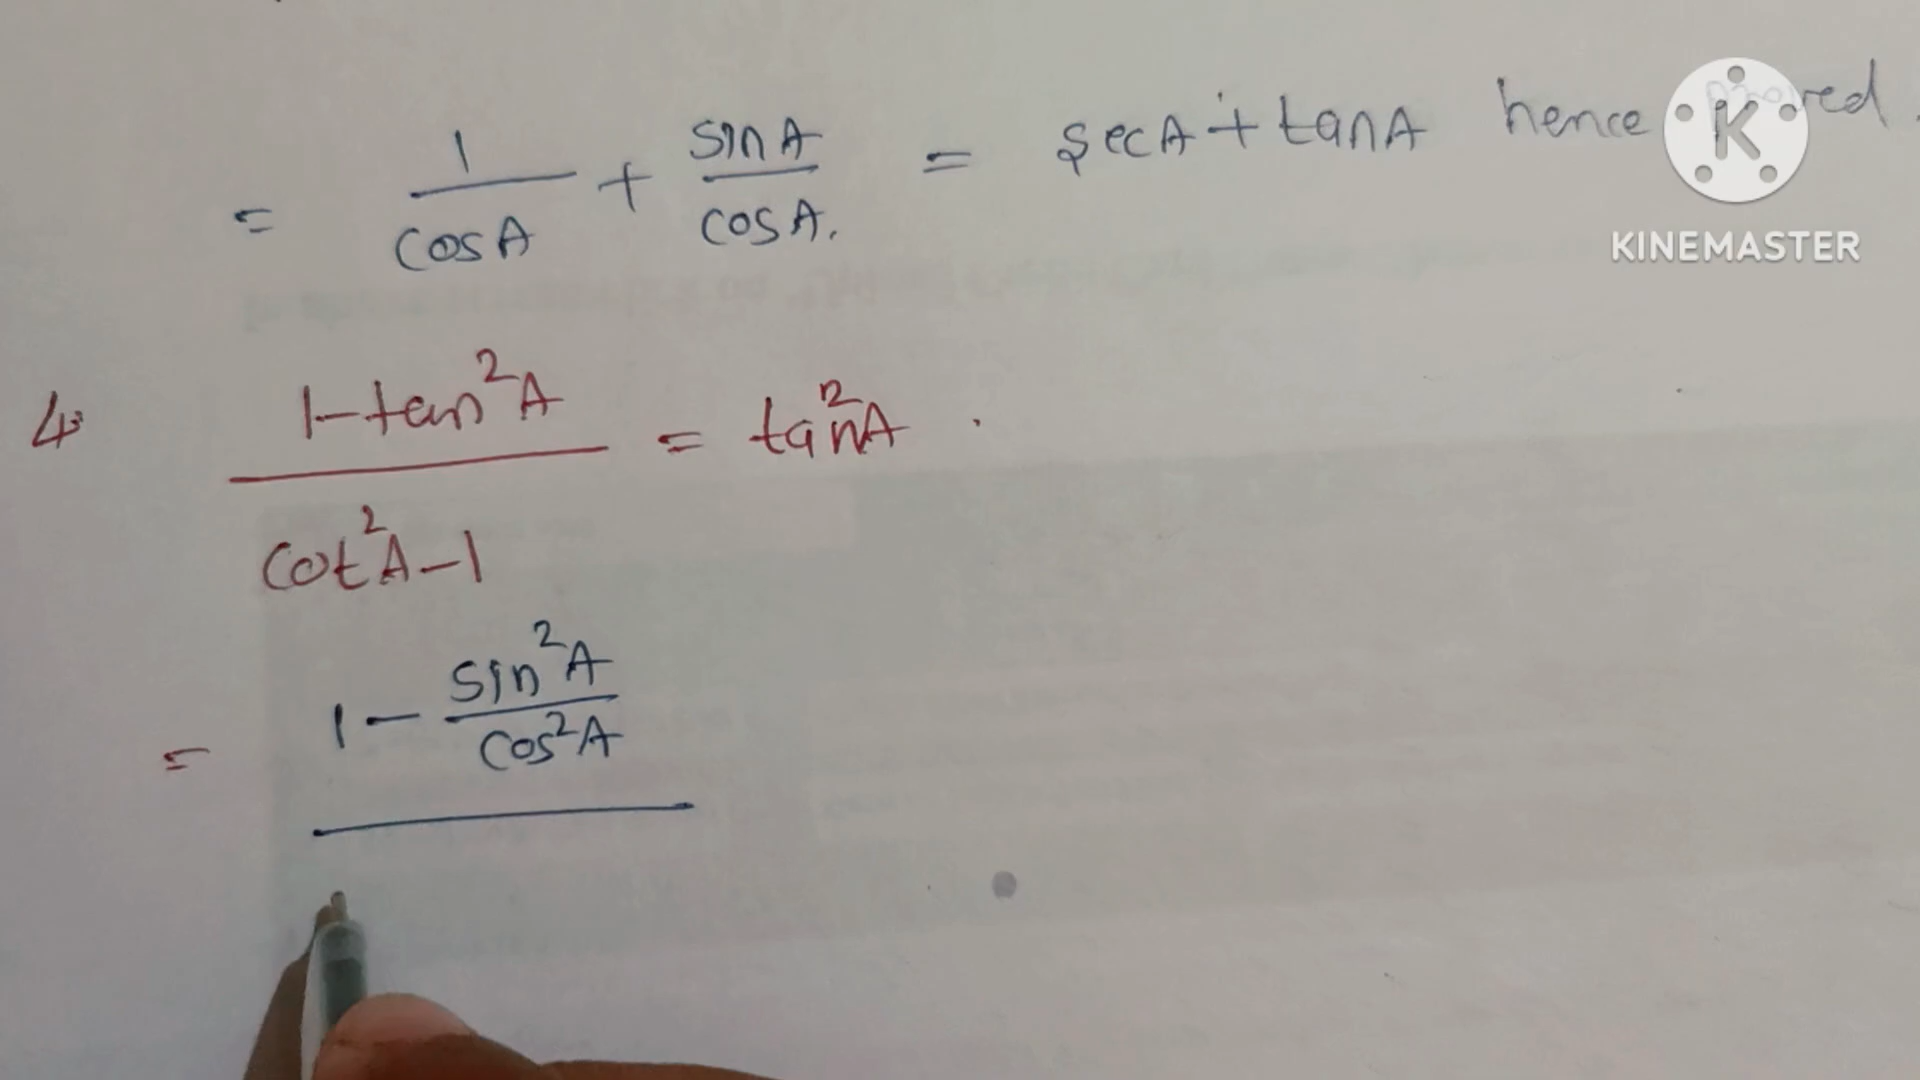 = 1/cosA + sinA/cosA. = secA + tanA hence proved.
KINEMASTER
4. 1-tan²A / cot²A-1 = tan²A
= 1 - sin²A/cos²A